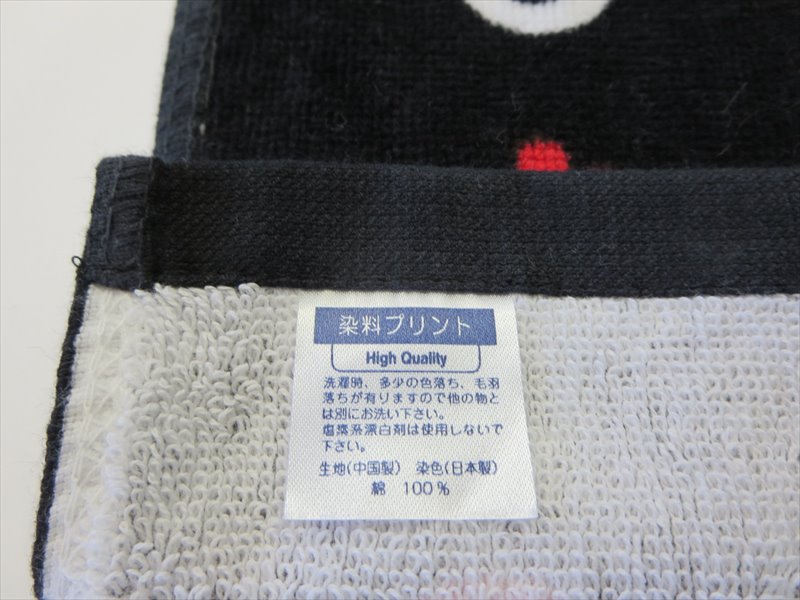 染料プリント
High Quality
洗濯時、多少の色落ち、毛羽
落ちが有りますので他の物と
は別にお洗い下さい。
塩素系漂白剤は使用しないで
下さい。
生地(中国製) 染色(日本製)
綿 100%